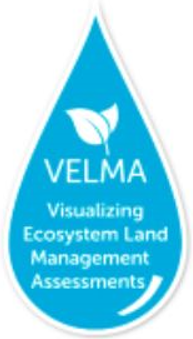 VELMA
Visualizing
Ecosystem Land
Management
Assessments